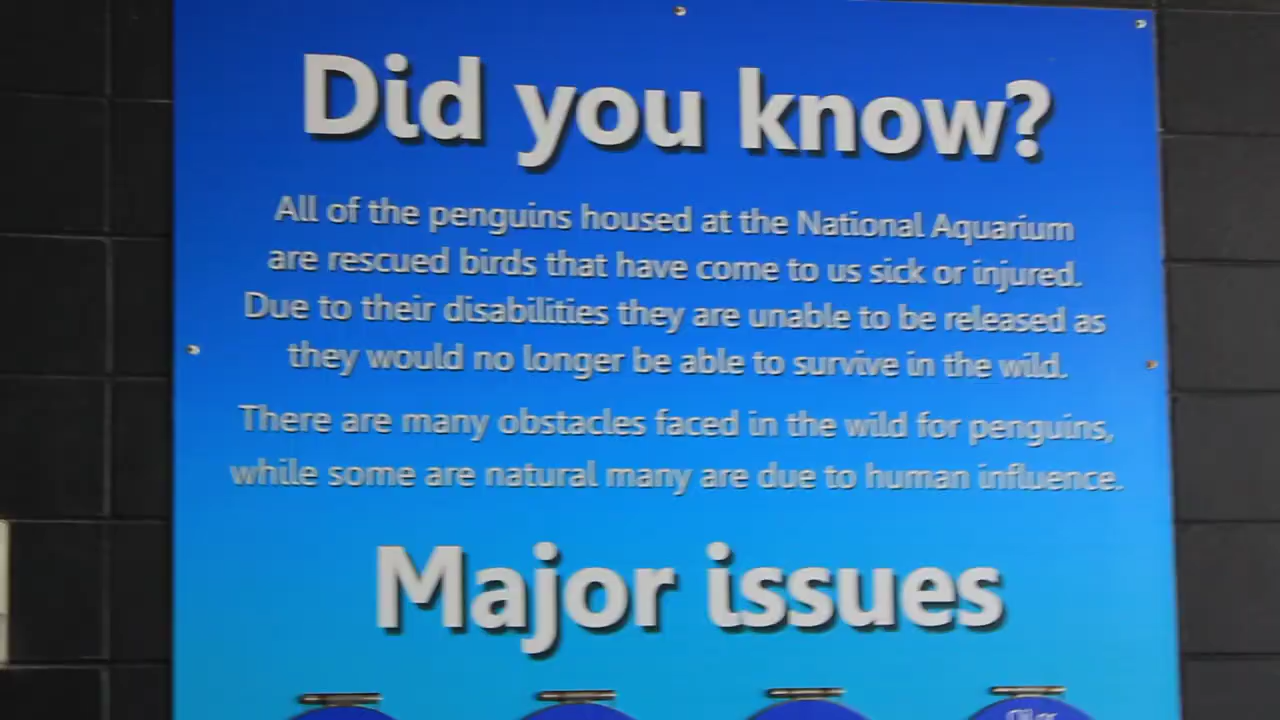 Did you know?
All of the penguins housed at the National Aquarium
are rescued birds that have come to us sick or injured.
Due to their disabilities they are unable to be released as
they would no longer be able to survive in the wild.
There are many obstacles faced in the wild for penguins,
while some are natural many are due to human influence.
Major issues